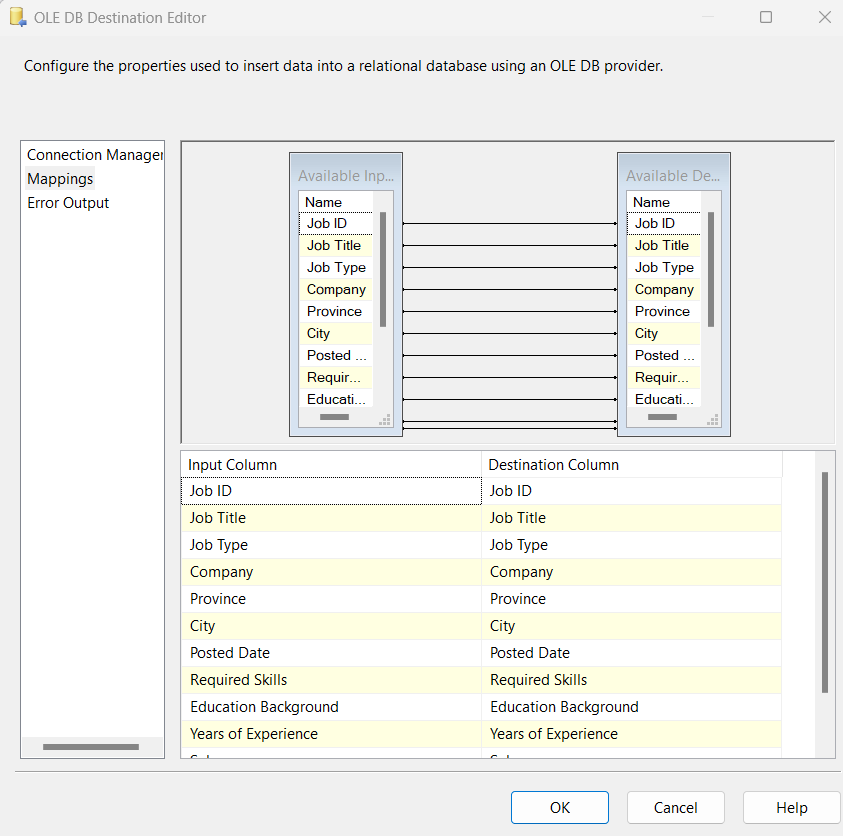 OLE DB Destination Editor
Configure the properties used to insert data into a relational database using an OLE DB provider.
Connection Manager
Mappings
Error Output
Available Inp...
Name
Job ID
Job Title
Job Type
Company
Province
City
Posted ...
Requir...
Educati...
Available De...
Name
Job ID
Job Title
Job Type
Company
Province
City
Posted ...
Requir...
Educati...
Input Column Destination Column
Job ID Job ID
Job Title Job Title
Job Type Job Type
Company Company
Province Province
City City
Posted Date Posted Date
Required Skills Required Skills
Education Background Education Background
Years of Experience Years of Experience
OK Cancel Help